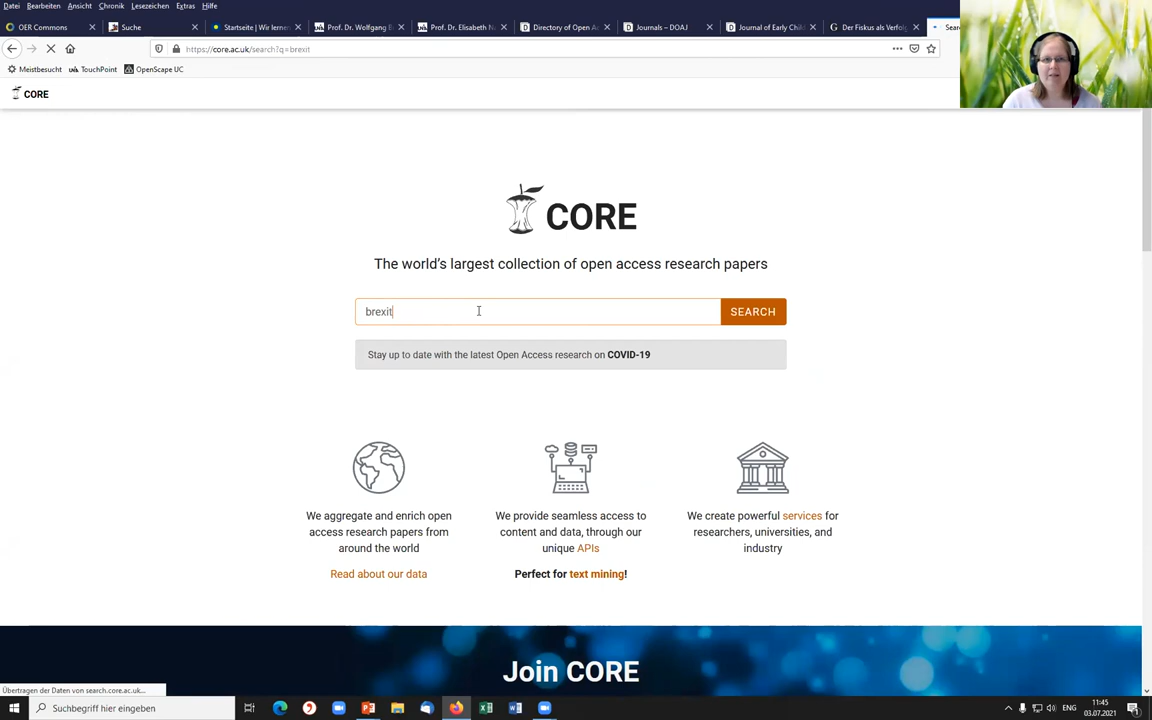 Datei Bearbeiten Ansicht Chronik Lesezeichen Extras Hilfe
OER Commons
Suche
Startseite | Wir lernen
Prof. Dr. Wolfgang B
Prof. Dr. Elisabeth N
Directory of Open Ac
Journals – DOAJ
Journal of Early Child
Der Fiskus als Verfolg
Sear
https://core.ac.uk/search?q=brexit
Meistbesucht TouchPoint OpenScape UC
CORE
CORE
The world's largest collection of open access research papers
brexit
SEARCH
Stay up to date with the latest Open Access research on COVID-19
We aggregate and enrich open
access research papers from
around the world
Read about our data
We provide seamless access to
content and data, through our
unique APIs
Perfect for text mining!
We create powerful services for
researchers, universities, and
industry
Join CORE
Übertragen der Daten von search.core.ac.uk...
Suchbegriff hier eingeben
ENG
11:45
03.07.2021